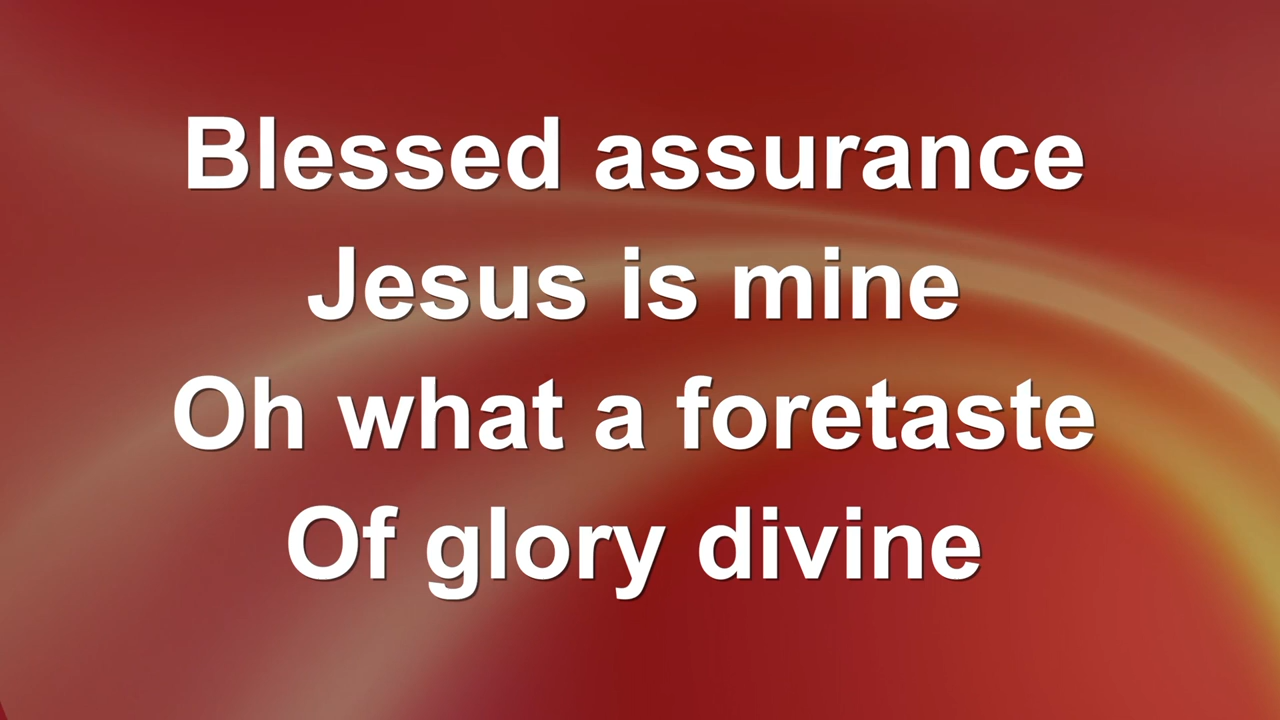 Blessed assurance
Jesus is mine
Oh what a foretaste
Of glory divine